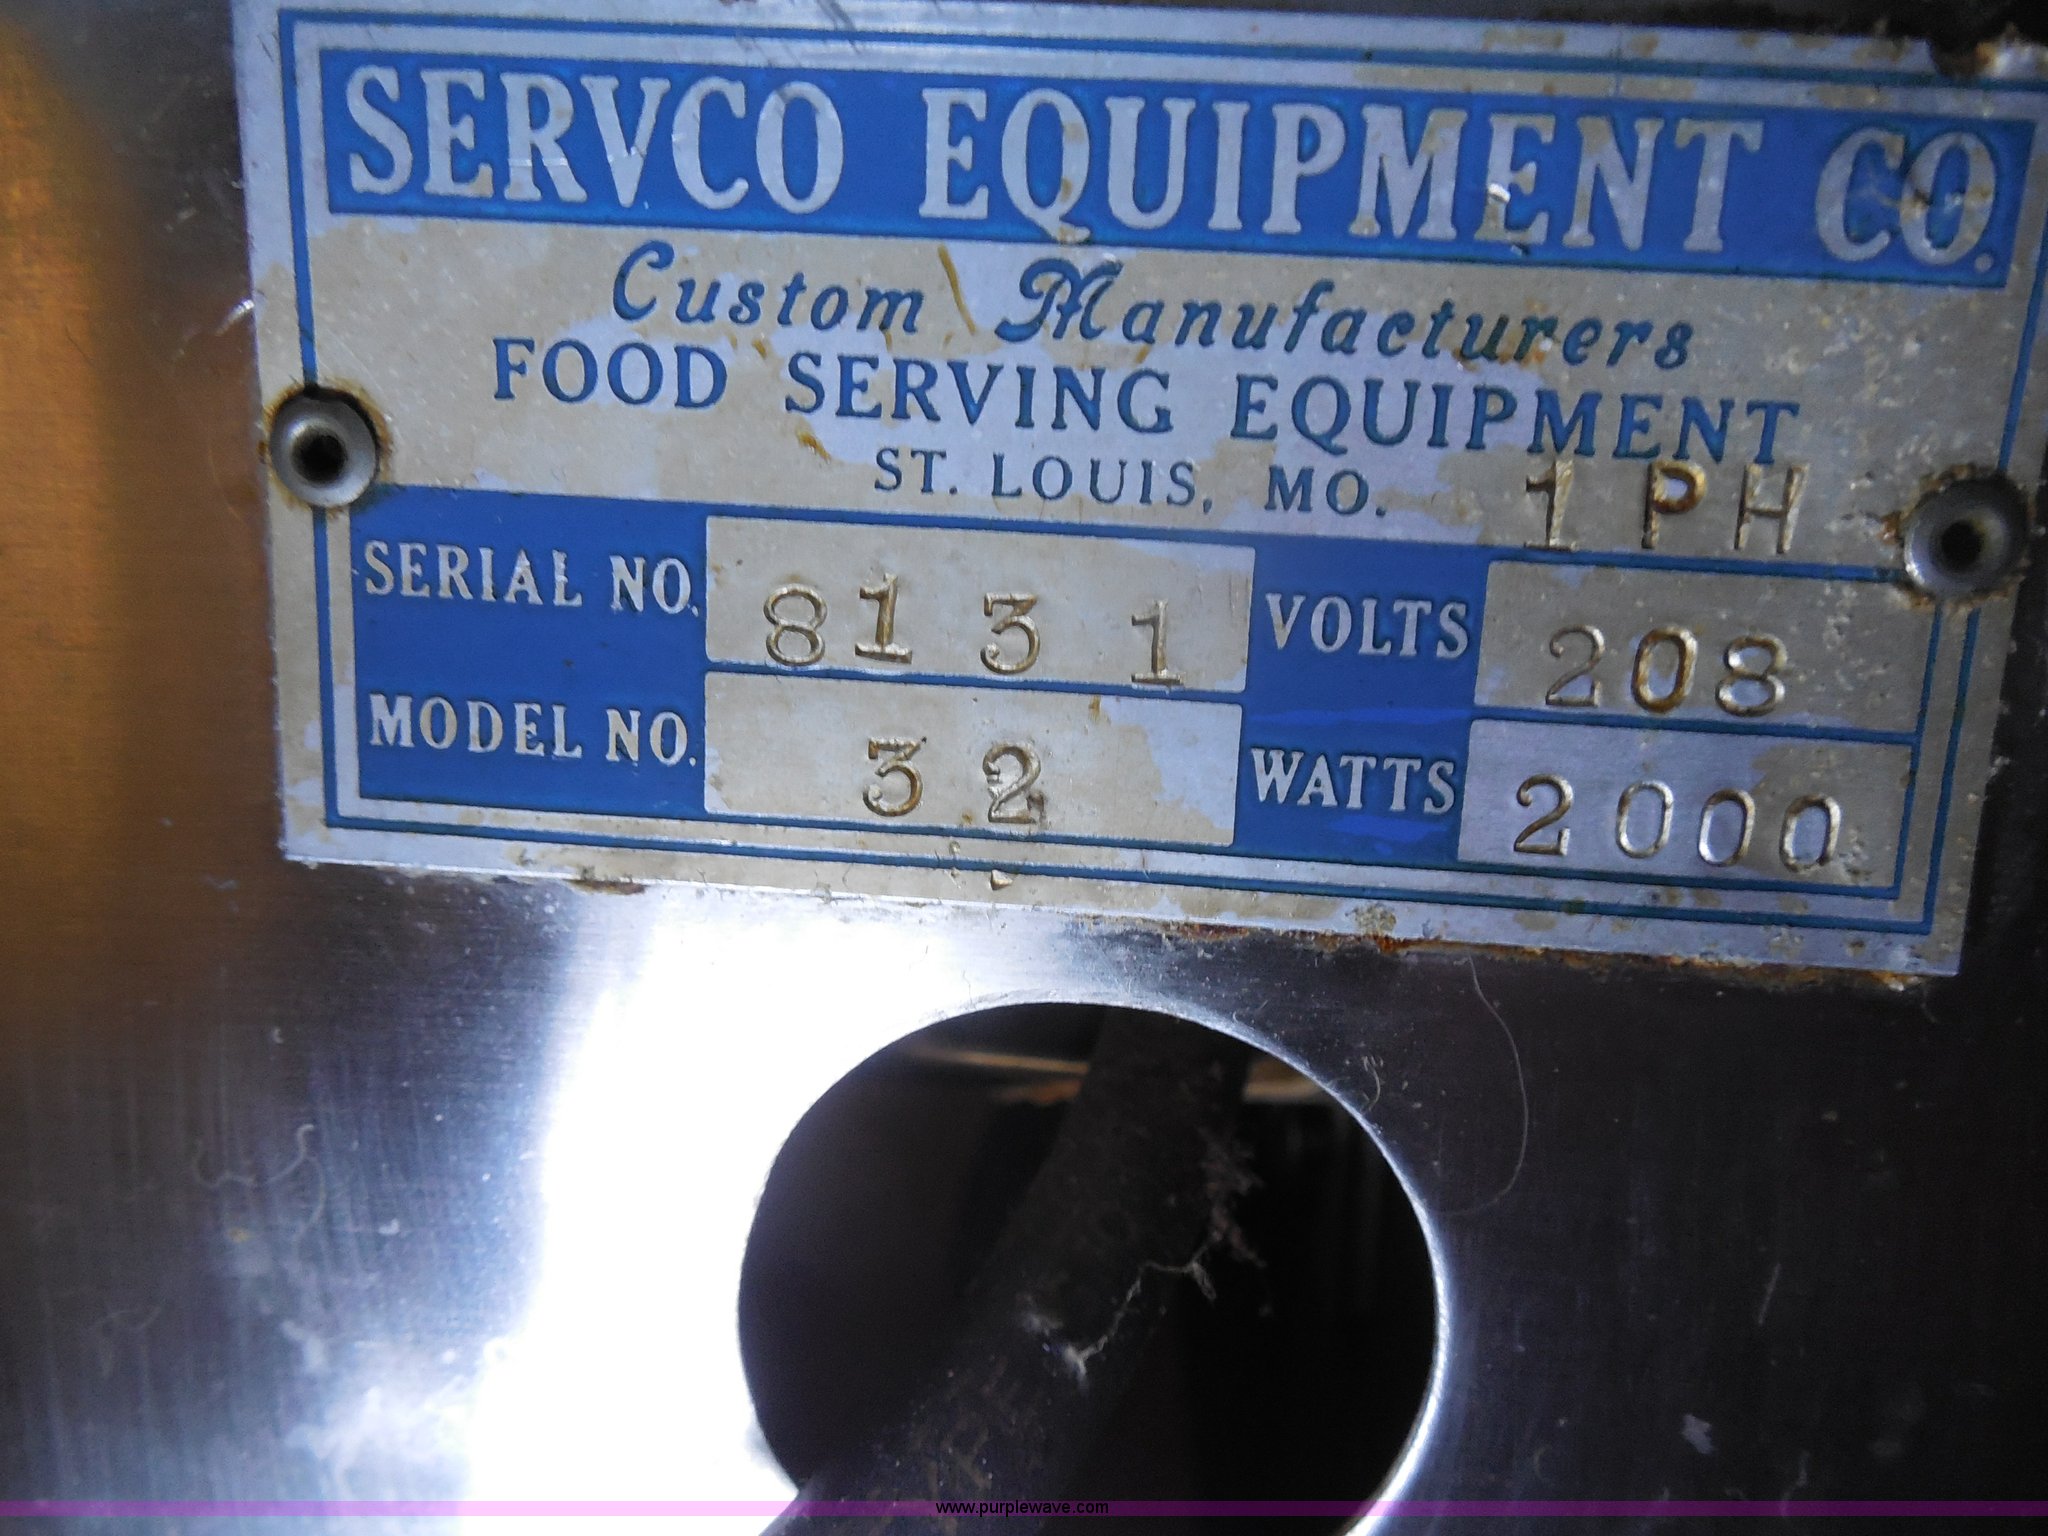 SERVCO EQUIPMENT CO.
Custom Manufacturers
FOOD SERVING EQUIPMENT
ST. LOUIS, MO.
1 PH
SERIAL NO. 8131 VOLTS 208
MODEL NO. 32 WATTS 2000
www.purplewave.com